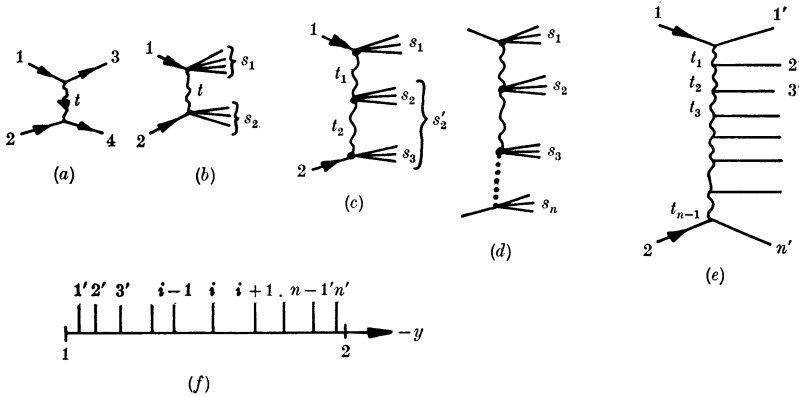 1 3
t
2 4
(a)
1 s₁
t
2 s₂
(b)
1 s₁
t₁
s₂
t₂ s₂′
2 s₃
(c)
s₁
s₂
s₃
sₙ
(d)
1 1′
t₁ 2′
t₂ 3′
t₃
tₙ₋₁
2 n′
(e)
1′ 2′ 3′ i−1 i i+1 . n−1′ n′
1 2 −y
(f)